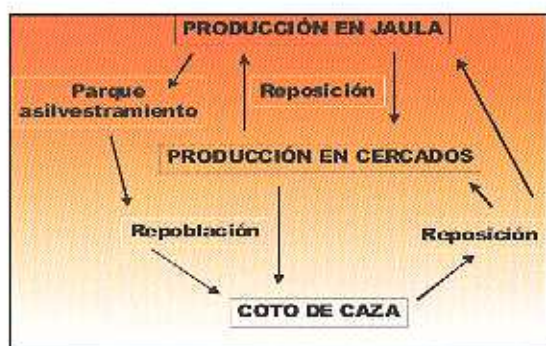 PRODUCCIÓN EN JAULA
Parque
asilvestramiento
Reposición
PRODUCCIÓN EN CERCADOS
Repoblación
Reposición
COTO DE CAZA